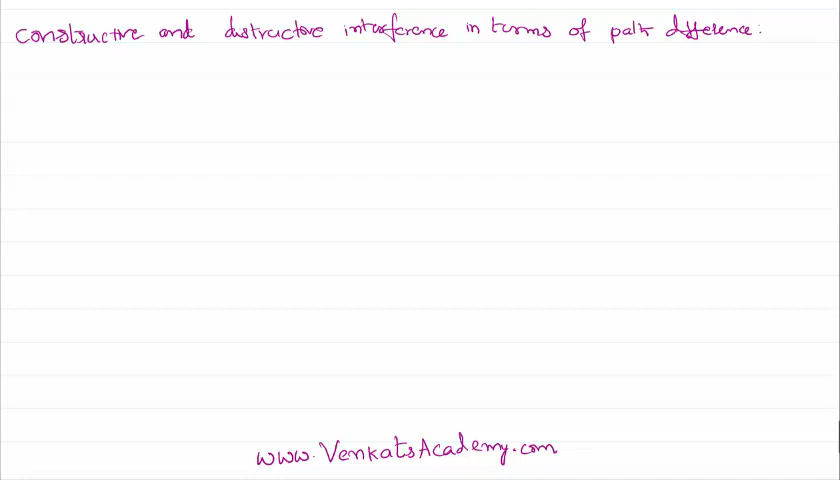 Constructive and distructive interference in terms of path difference:
www.VenkatsAcademy.com